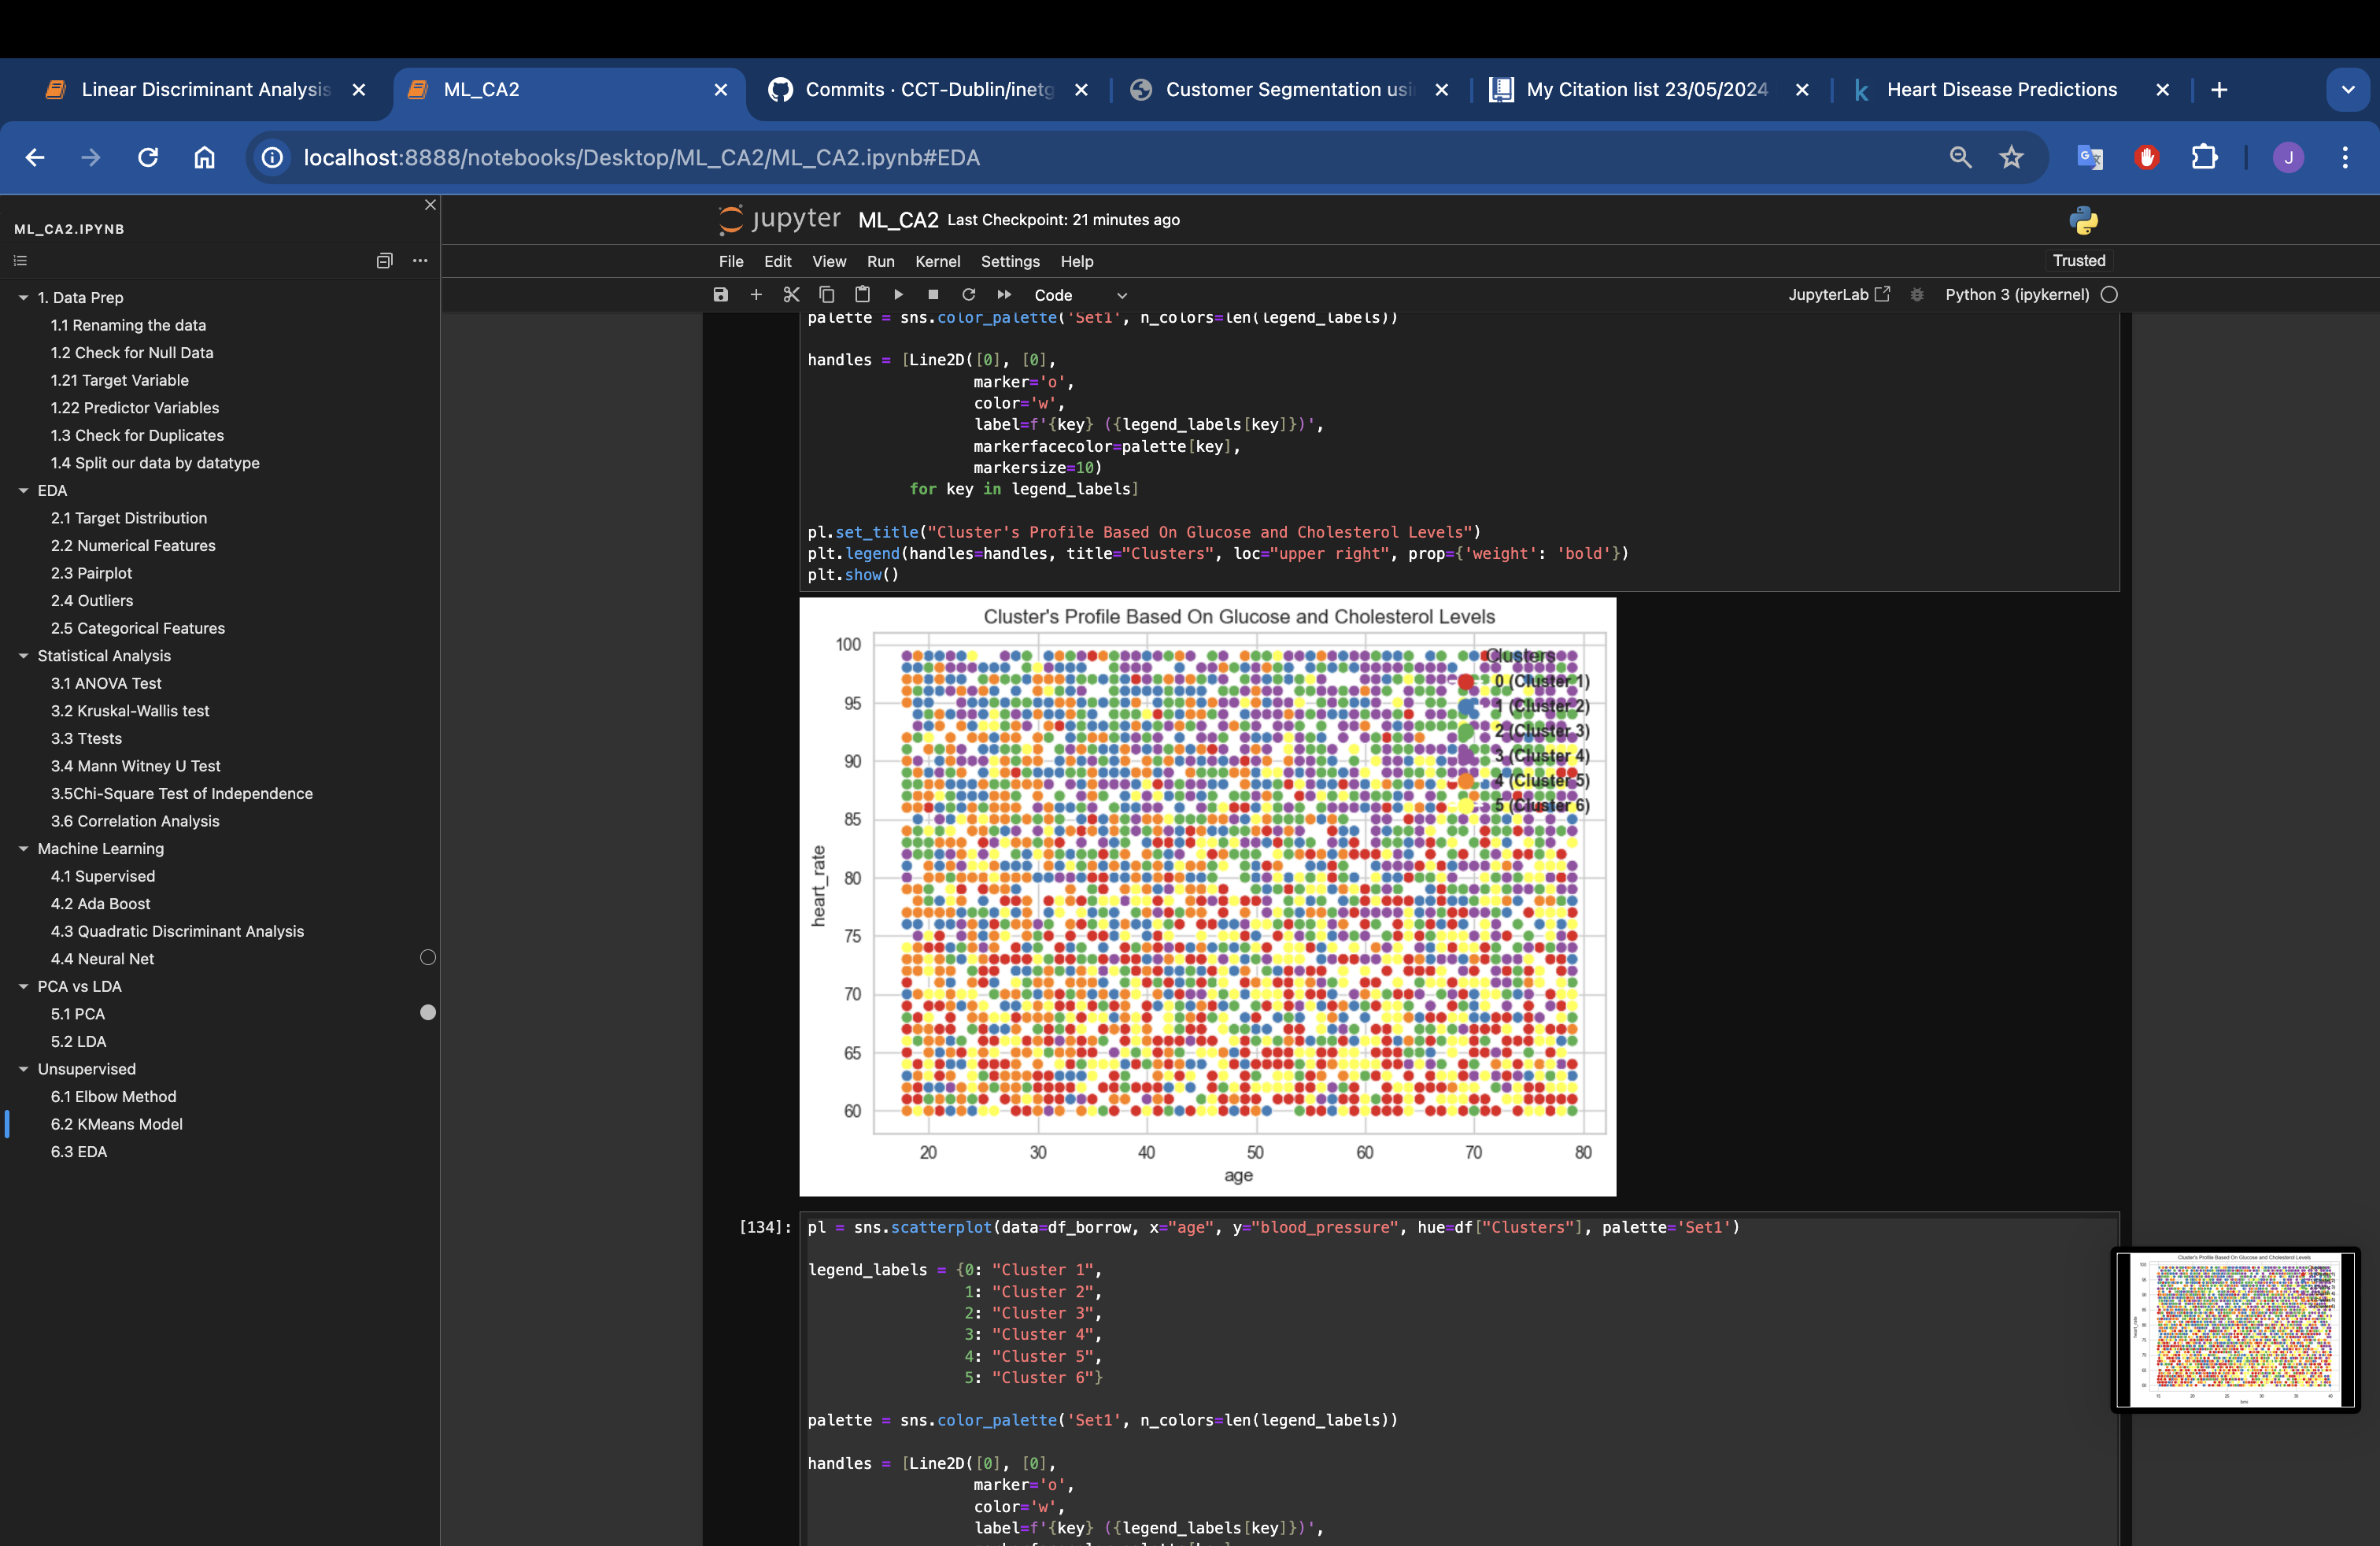 Linear Discriminant Analysis
ML_CA2
Commits · CCT-Dublin/inetg
Customer Segmentation usi
My Citation list 23/05/2024
Heart Disease Predictions
localhost:8888/notebooks/Desktop/ML_CA2/ML_CA2.ipynb#EDA
J
ML_CA2.IPYNB
1. Data Prep
1.1 Renaming the data
1.2 Check for Null Data
1.21 Target Variable
1.22 Predictor Variables
1.3 Check for Duplicates
1.4 Split our data by datatype
EDA
2.1 Target Distribution
2.2 Numerical Features
2.3 Pairplot
2.4 Outliers
2.5 Categorical Features
Statistical Analysis
3.1 ANOVA Test
3.2 Kruskal-Wallis test
3.3 Ttests
3.4 Mann Witney U Test
3.5Chi-Square Test of Independence
3.6 Correlation Analysis
Machine Learning
4.1 Supervised
4.2 Ada Boost
4.3 Quadratic Discriminant Analysis
4.4 Neural Net
PCA vs LDA
5.1 PCA
5.2 LDA
Unsupervised
6.1 Elbow Method
6.2 KMeans Model
6.3 EDA
jupyter ML_CA2 Last Checkpoint: 21 minutes ago
File Edit View Run Kernel Settings Help
Trusted
Code
JupyterLab
Python 3 (ipykernel)
palette = sns.color_palette('Set1', n_colors=len(legend_labels))
handles = [Line2D([0], [0],
marker='o',
color='w',
label=f'{key} ({legend_labels[key]})',
markerfacecolor=palette[key],
markersize=10)
for key in legend_labels]
pl.set_title("Cluster's Profile Based On Glucose and Cholesterol Levels")
plt.legend(handles=handles, title="Clusters", loc="upper right", prop={'weight': 'bold'})
plt.show()
Cluster's Profile Based On Glucose and Cholesterol Levels
100
95
90
85
80
75
70
65
60
heart_rate
20 30 40 50 60 70 80
age
Clusters
0 (Cluster 1)
1 (Cluster 2)
2 (Cluster 3)
3 (Cluster 4)
4 (Cluster 5)
5 (Cluster 6)
[134]:
pl = sns.scatterplot(data=df_borrow, x="age", y="blood_pressure", hue=df["Clusters"], palette='Set1')
legend_labels = {0: "Cluster 1",
1: "Cluster 2",
2: "Cluster 3",
3: "Cluster 4",
4: "Cluster 5",
5: "Cluster 6"}
palette = sns.color_palette('Set1', n_colors=len(legend_labels))
handles = [Line2D([0], [0],
marker='o',
color='w',
label=f'{key} ({legend_labels[key]})',
Cluster's Profile Based On Glucose and Cholesterol Levels